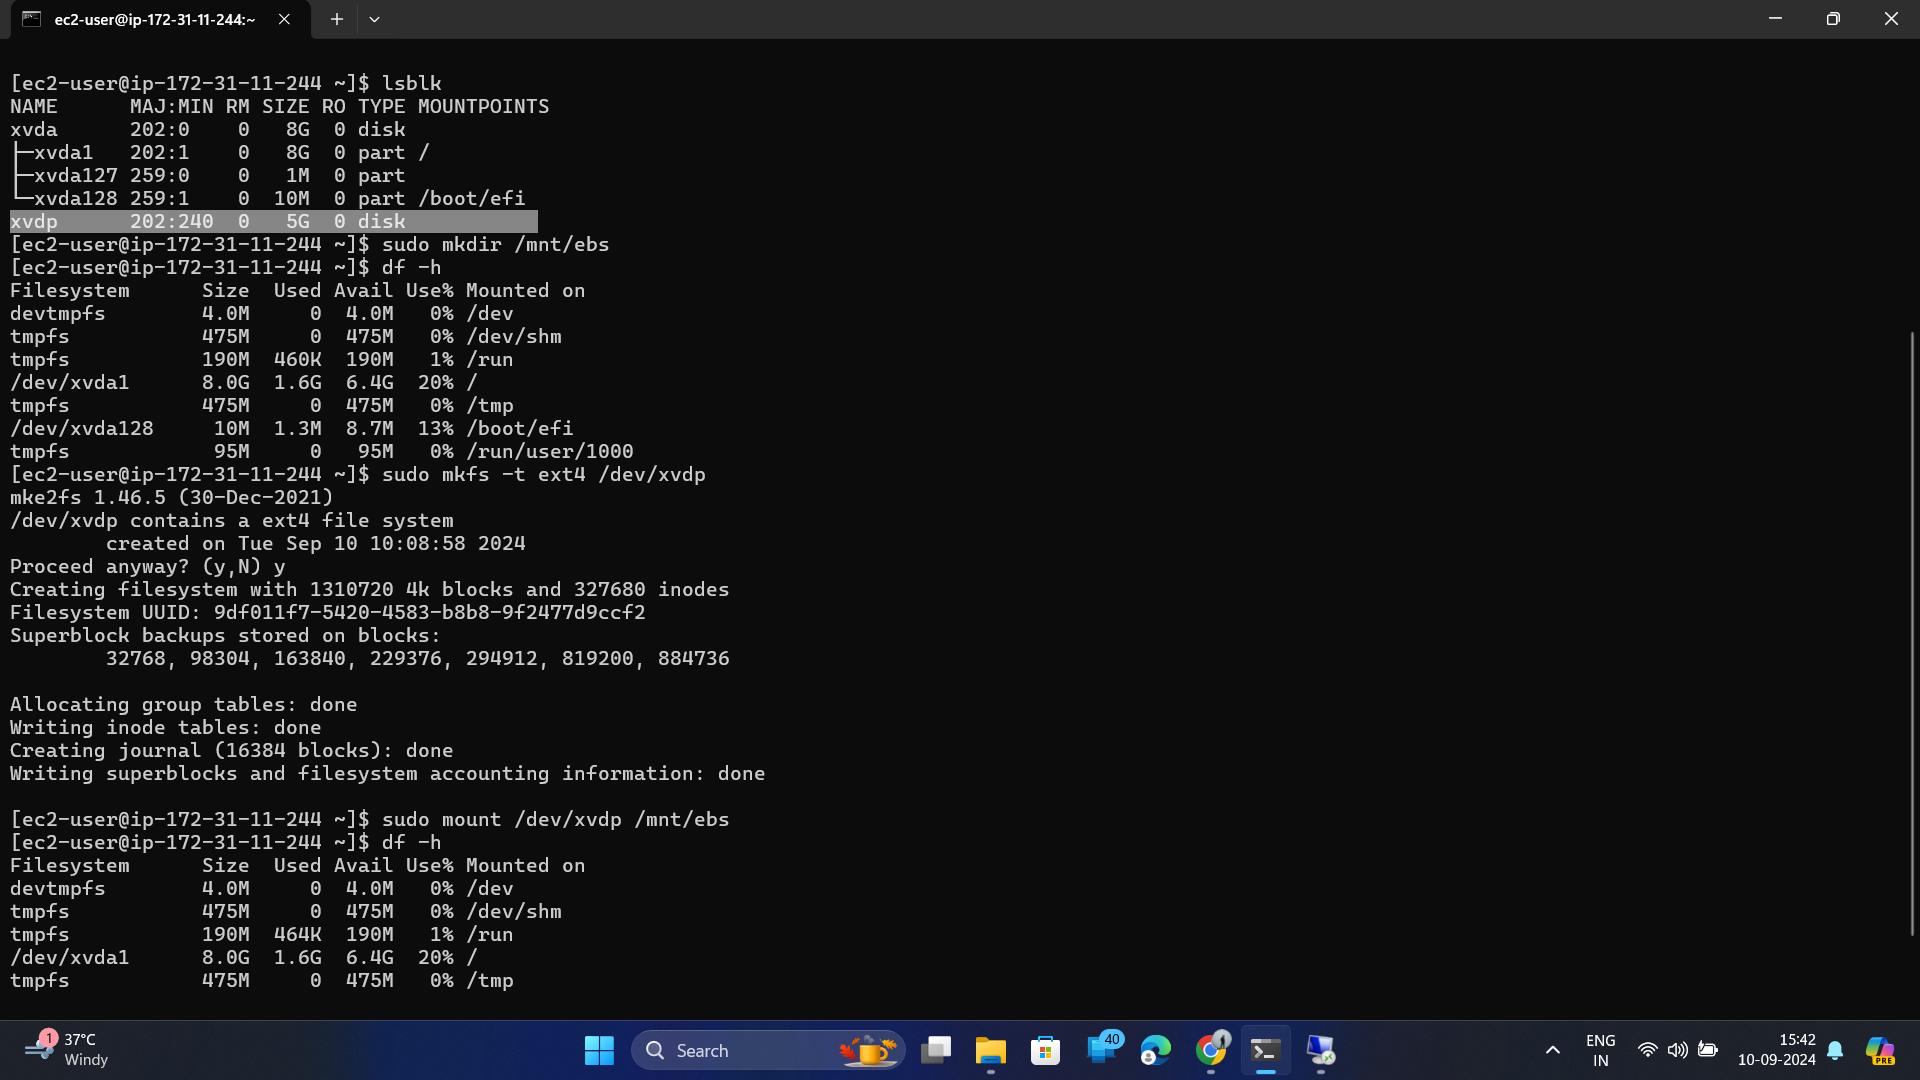 ec2-user@ip-172-31-11-244:~
[ec2-user@ip-172-31-11-244 ~]$ lsblk
NAME      MAJ:MIN RM SIZE RO TYPE MOUNTPOINTS
xvda      202:0    0   8G  0 disk
├─xvda1   202:1    0   8G  0 part /
├─xvda127 259:0    0   1M  0 part
└─xvda128 259:1    0  10M  0 part /boot/efi
xvdp      202:240  0   5G  0 disk
[ec2-user@ip-172-31-11-244 ~]$ sudo mkdir /mnt/ebs
[ec2-user@ip-172-31-11-244 ~]$ df -h
Filesystem      Size  Used Avail Use% Mounted on
devtmpfs        4.0M     0  4.0M   0% /dev
tmpfs           475M     0  475M   0% /dev/shm
tmpfs           190M  460K  190M   1% /run
/dev/xvda1      8.0G  1.6G  6.4G  20% /
tmpfs           475M     0  475M   0% /tmp
/dev/xvda128     10M  1.3M  8.7M  13% /boot/efi
tmpfs            95M     0   95M   0% /run/user/1000
[ec2-user@ip-172-31-11-244 ~]$ sudo mkfs -t ext4 /dev/xvdp
mke2fs 1.46.5 (30-Dec-2021)
/dev/xvdp contains a ext4 file system
        created on Tue Sep 10 10:08:58 2024
Proceed anyway? (y,N) y
Creating filesystem with 1310720 4k blocks and 327680 inodes
Filesystem UUID: 9df011f7-5420-4583-b8b8-9f2477d9ccf2
Superblock backups stored on blocks:
        32768, 98304, 163840, 229376, 294912, 819200, 884736
Allocating group tables: done
Writing inode tables: done
Creating journal (16384 blocks): done
Writing superblocks and filesystem accounting information: done
[ec2-user@ip-172-31-11-244 ~]$ sudo mount /dev/xvdp /mnt/ebs
[ec2-user@ip-172-31-11-244 ~]$ df -h
Filesystem      Size  Used Avail Use% Mounted on
devtmpfs        4.0M     0  4.0M   0% /dev
tmpfs           475M     0  475M   0% /dev/shm
tmpfs           190M  464K  190M   1% /run
/dev/xvda1      8.0G  1.6G  6.4G  20% /
tmpfs           475M     0  475M   0% /tmp
1
37°C
Windy
Search
40
ENG
IN
15:42
10-09-2024
PRE